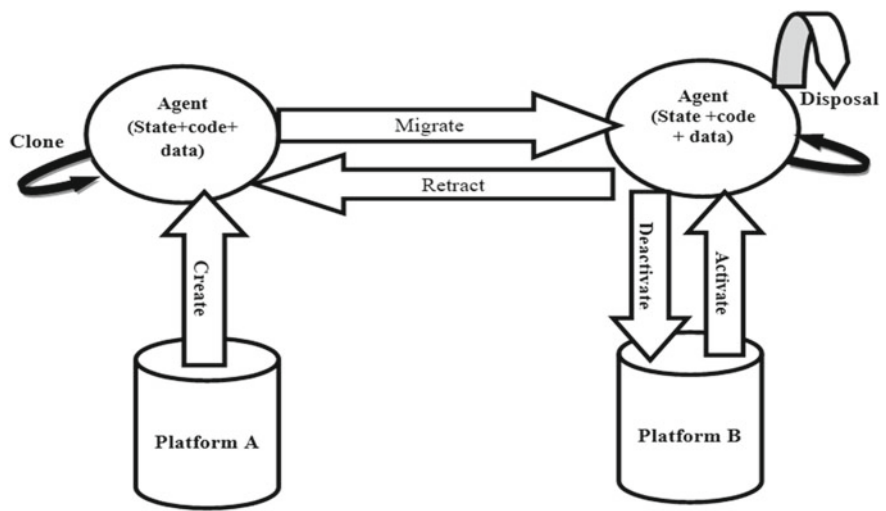 Agent
(State+code+
data)
Clone
Migrate
Retract
Agent
(State +code
+ data)
Disposal
Create
Deactivate
Activate
Platform A
Platform B